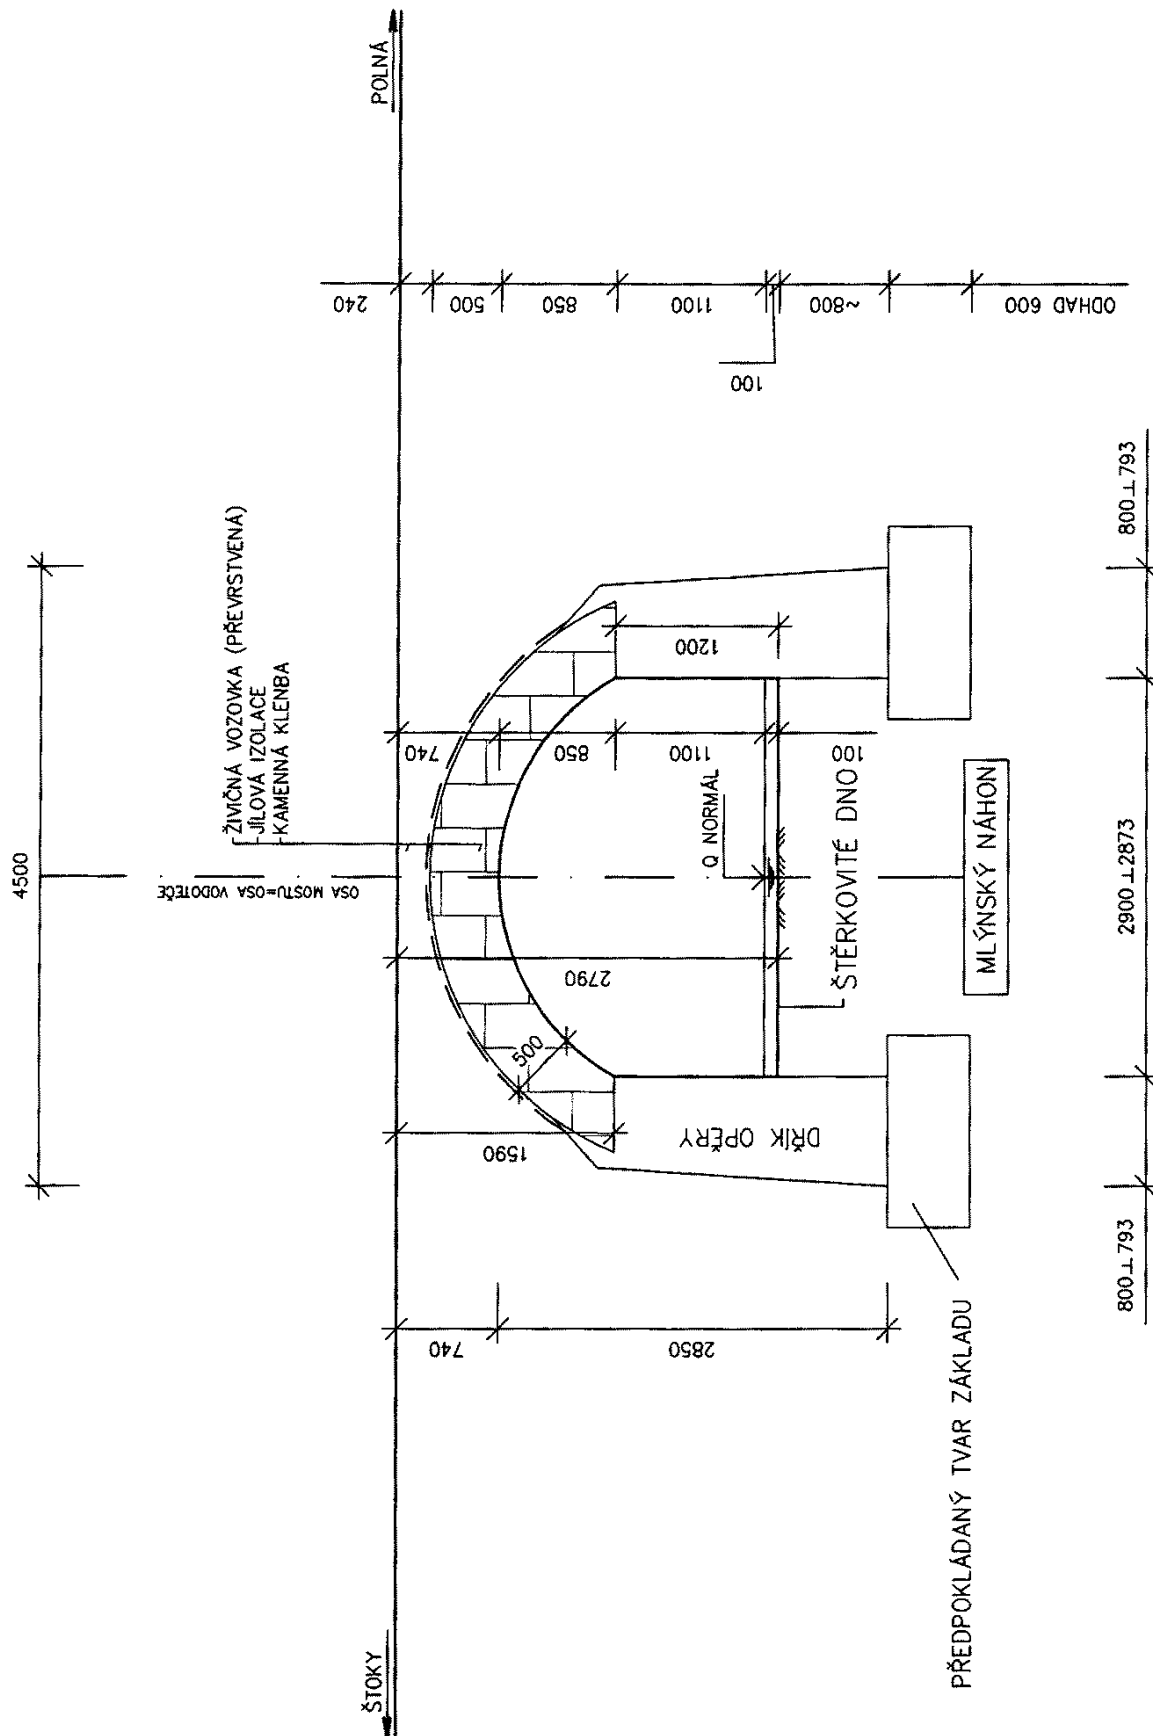 4500
ŠTOKY
POLNÁ
ŽIVIČNÁ VOZOVKA (PŘEVRSTVENÁ)
JÍLOVÁ IZOLACE
KAMENNÁ KLENBA
OSA MOSTU=OSA VODOTEČE
240
500
850
1100
100
~800
ODHAD 600
740
850
1100
100
1200
2790
500
1590
740
2850
Q NORMÁL
ŠTĚRKOVITÉ DNO
DŘÍK OPĚRY
MLÝNSKÝ NÁHON
PŘEDPOKLÁDANÝ TVAR ZÁKLADU
800⊥793
2900⊥2873
800⊥793